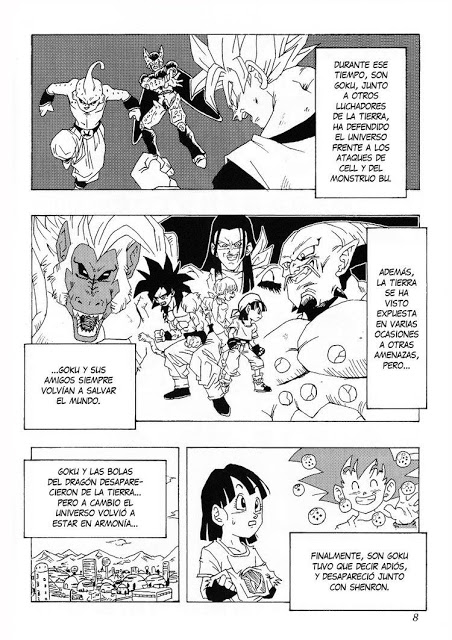 DURANTE ESE
TIEMPO, SON
GOKU, JUNTO
A OTROS
LUCHADORES
DE LA TIERRA,
HA DEFENDIDO
EL UNIVERSO
FRENTE A LOS
ATAQUES DE
CELL Y DEL
MONSTRUO BU.
ADEMÁS,
LA TIERRA
SE HA
VISTO
EXPUESTA
EN VARIAS
OCASIONES
A OTRAS
AMENAZAS,
PERO...
...GOKU Y SUS
AMIGOS SIEMPRE
VOLVÍAN A SALVAR
EL MUNDO.
GOKU Y LAS BOLAS
DEL DRAGÓN DESAPARE-
CIERON DE LA TIERRA...
PERO A CAMBIO EL
UNIVERSO VOLVIÓ A
ESTAR EN ARMONÍA...
FINALMENTE, SON GOKU
TUVO QUE DECIR ADIÓS,
Y DESAPARECIÓ JUNTO
CON SHENRON.
8